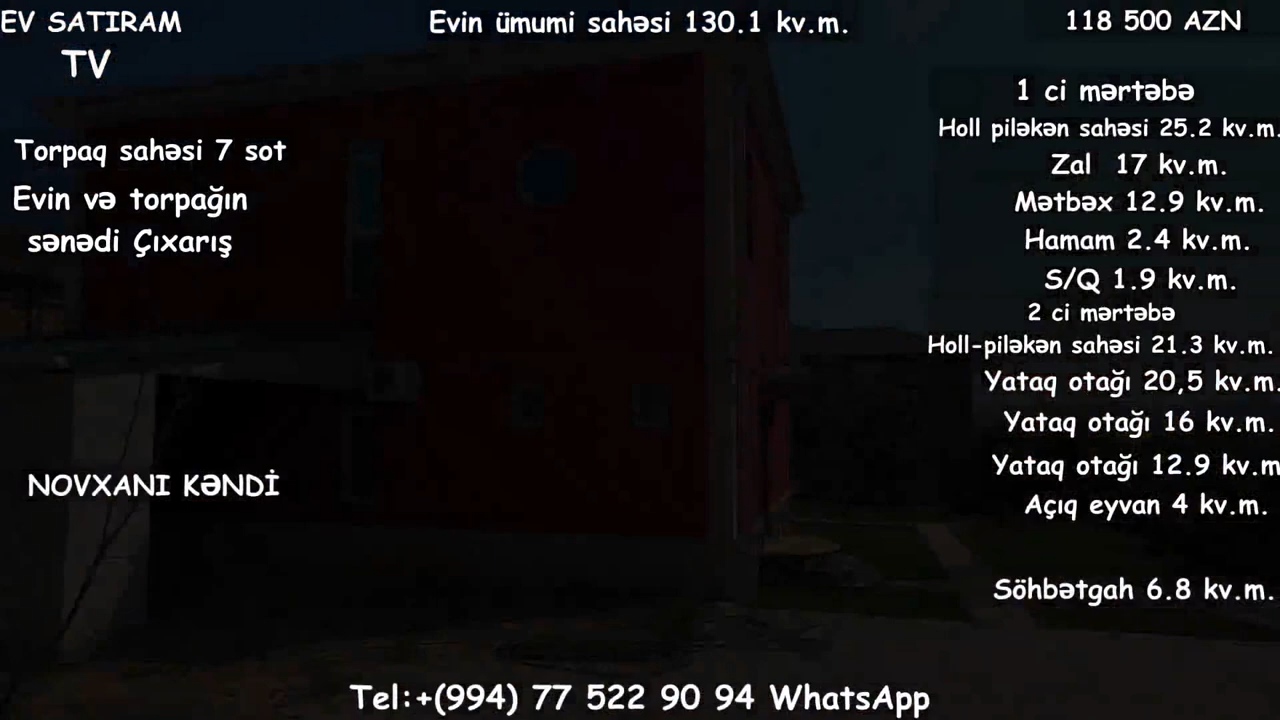 EV SATIRAM
TV
Evin ümumi sahəsi 130.1 kv.m.
118 500 AZN
Torpaq sahəsi 7 sot
Evin və torpağın
sənədi Çıxarış
NOVXANI KƏNDİ
1 ci mərtəbə
Holl piləkən sahəsi 25.2 kv.m.
Zal 17 kv.m.
Mətbəx 12.9 kv.m.
Hamam 2.4 kv.m.
S/Q 1.9 kv.m.
2 ci mərtəbə
Holl-piləkən sahəsi 21.3 kv.m.
Yataq otağı 20,5 kv.m.
Yataq otağı 16 kv.m.
Yataq otağı 12.9 kv.m
Açıq eyvan 4 kv.m.
Söhbətgah 6.8 kv.m.
Tel:+(994) 77 522 90 94 WhatsApp